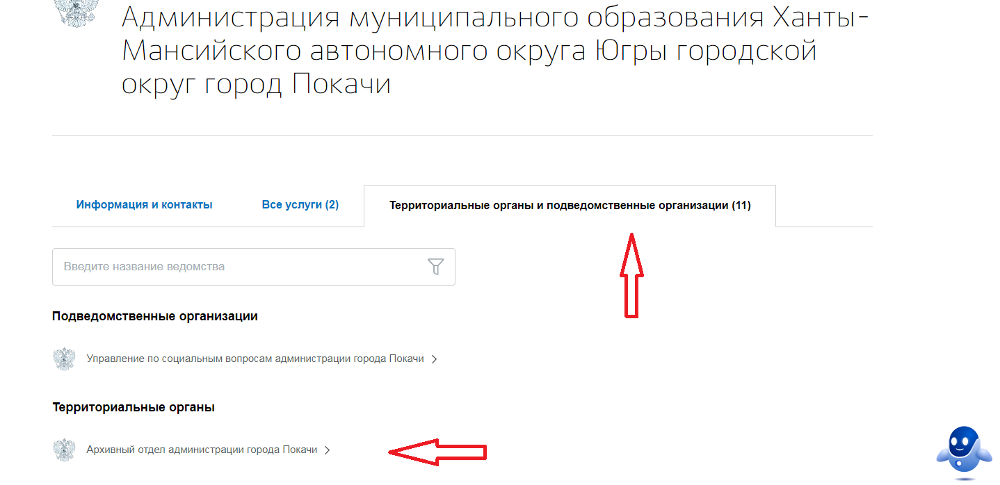 Администрация муниципального образования Ханты-
Мансийского автономного округа Югры городской
округ город Покачи
Информация и контакты
Все услуги (2)
Территориальные органы и подведомственные организации (11)
Введите название ведомства
Подведомственные организации
Управление по социальным вопросам администрации города Покачи
Территориальные органы
Архивный отдел администрации города Покачи